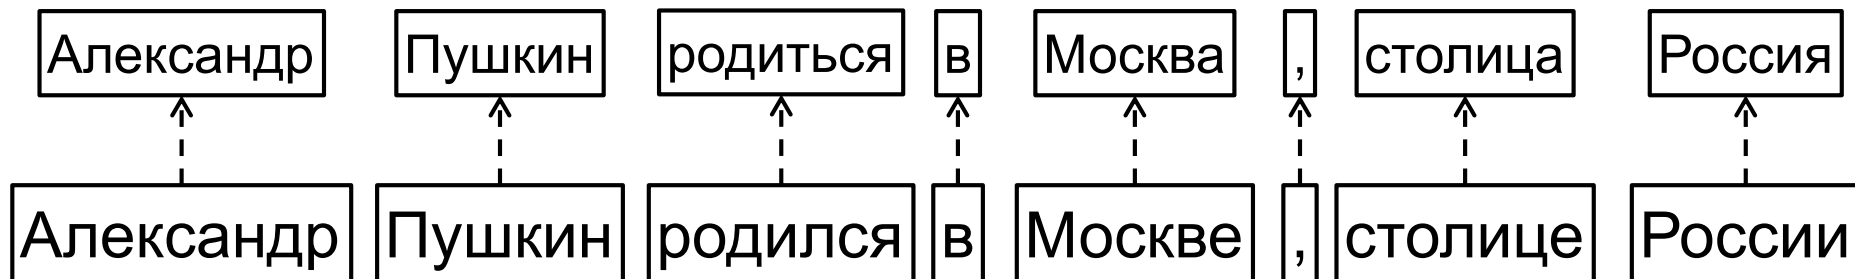 Александр Пушкин родиться в Москва , столица Россия
Александр Пушкин родился в Москве , столице России